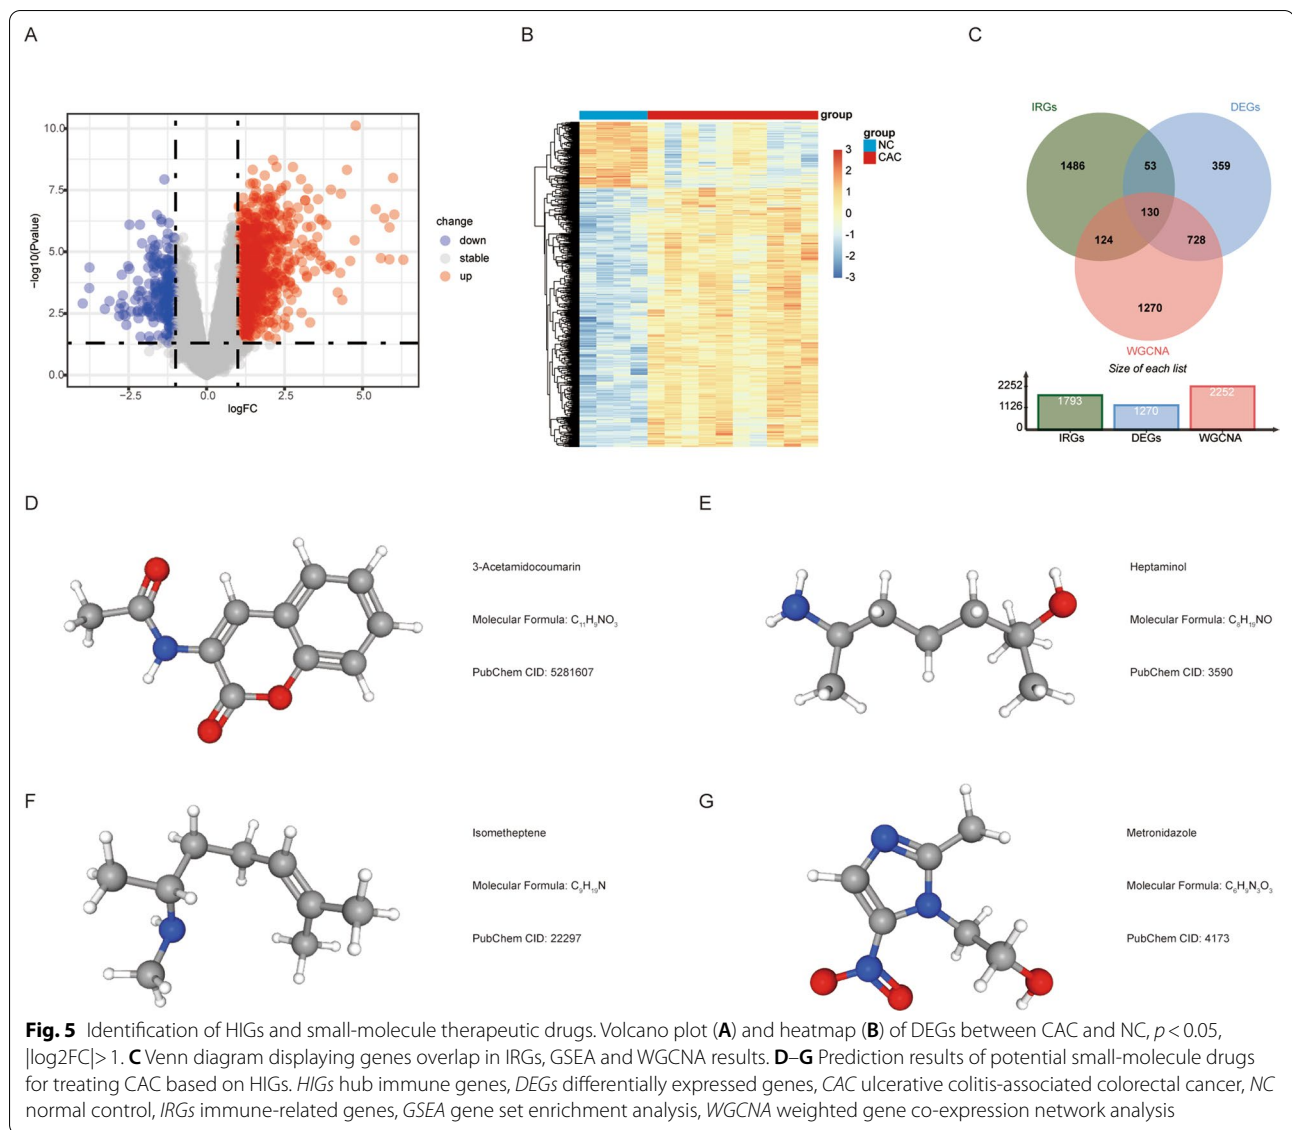 A
10.0
7.5
5.0
2.5
0.0
−log10(Pvalue)
−2.5 0.0 2.5 5.0
logFC
change
down
stable
up
B
group
group
NC
CAC
3
2
1
0
-1
-2
-3
C
IRGs
DEGs
1486
53
359
130
124
728
1270
WGCNA
Size of each list
2252
1126
0
1793
1270
2252
IRGs DEGs WGCNA
D
3-Acetamidocoumarin
Molecular Formula: C₁₁H₉NO₃
PubChem CID: 5281607
E
Heptaminol
Molecular Formula: C₈H₁₉NO
PubChem CID: 3590
F
Isometheptene
Molecular Formula: C₉H₁₉N
PubChem CID: 22297
G
Metronidazole
Molecular Formula: C₆H₉N₃O₃
PubChem CID: 4173
Fig. 5 Identification of HIGs and small-molecule therapeutic drugs. Volcano plot (A) and heatmap (B) of DEGs between CAC and NC, p < 0.05,
|log2FC|> 1. C Venn diagram displaying genes overlap in IRGs, GSEA and WGCNA results. D–G Prediction results of potential small-molecule drugs
for treating CAC based on HIGs. HIGs hub immune genes, DEGs differentially expressed genes, CAC ulcerative colitis-associated colorectal cancer, NC
normal control, IRGs immune-related genes, GSEA gene set enrichment analysis, WGCNA weighted gene co-expression network analysis